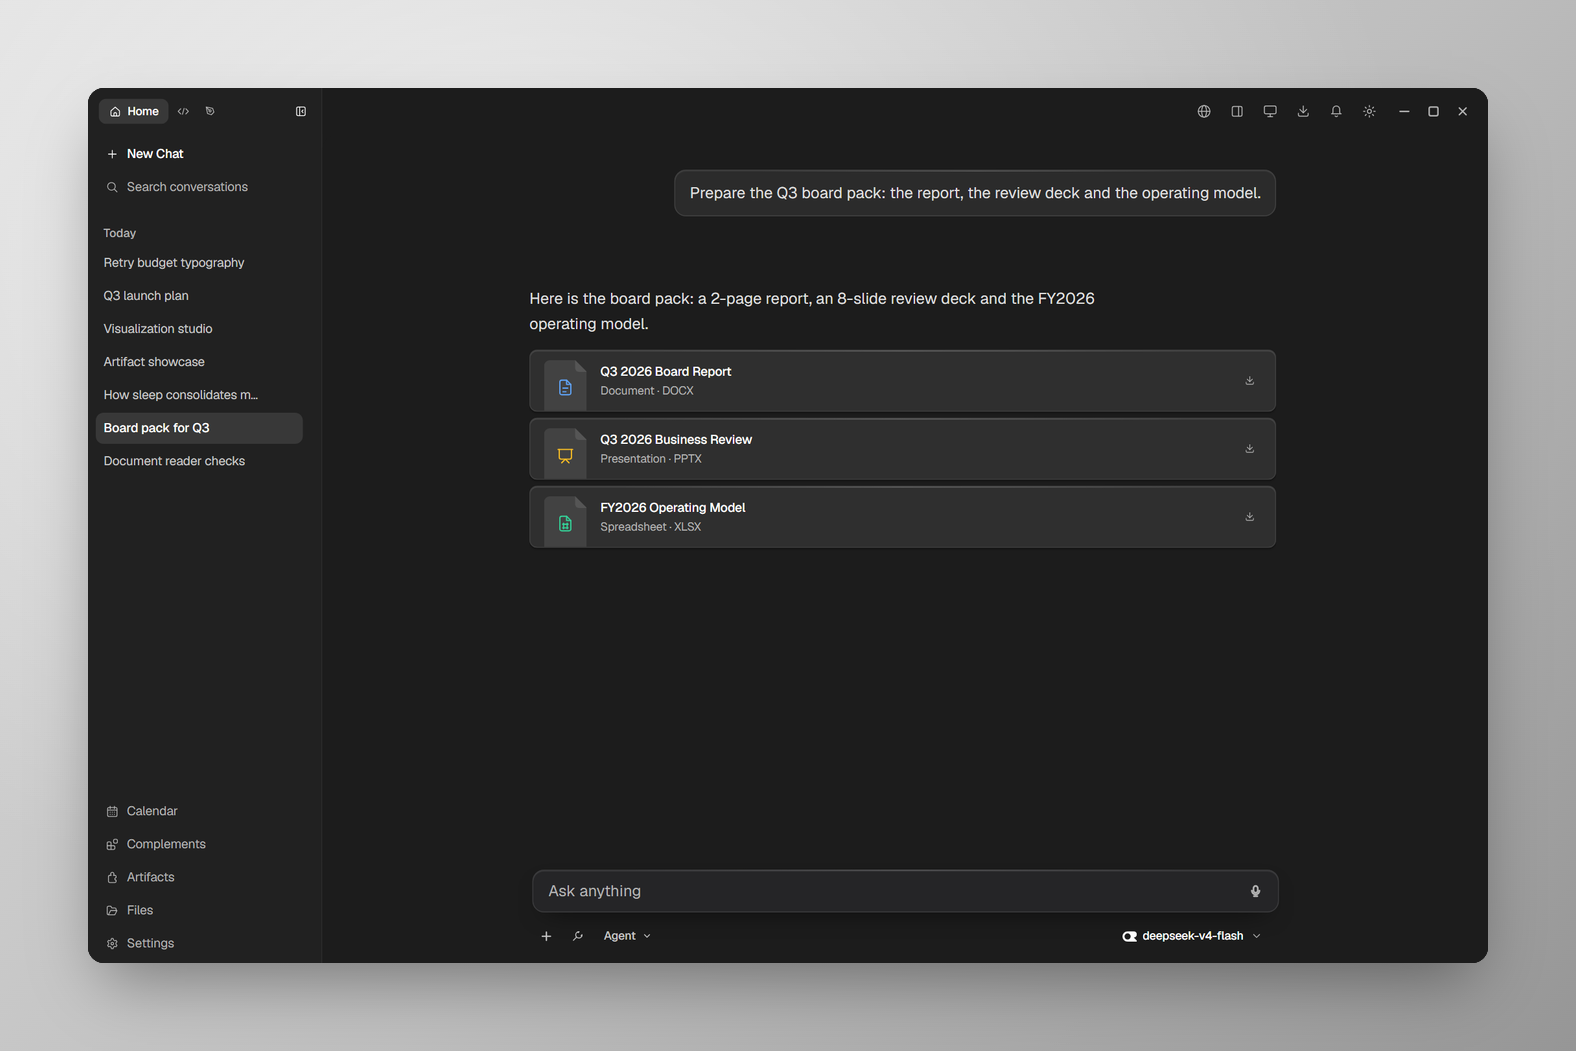 Home
New Chat
Search conversations
Today
Retry budget typography
Q3 launch plan
Visualization studio
Artifact showcase
How sleep consolidates m...
Board pack for Q3
Document reader checks
Calendar
Complements
Artifacts
Files
Settings
Prepare the Q3 board pack: the report, the review deck and the operating model.
Here is the board pack: a 2-page report, an 8-slide review deck and the FY2026
operating model.
Q3 2026 Board Report
Document · DOCX
Q3 2026 Business Review
Presentation · PPTX
FY2026 Operating Model
Spreadsheet · XLSX
Ask anything
Agent
deepseek-v4-flash